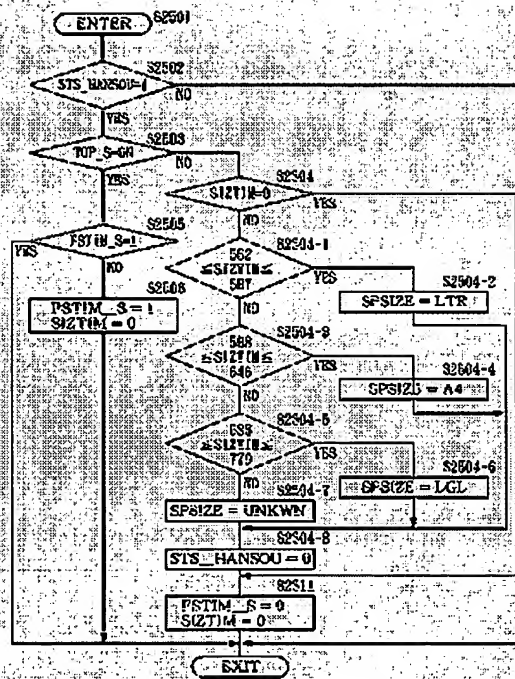 ENTER S2501
S2502
STS_HANSOU=
NO
YES
S2503
TOP_S=ON
NO
YES
S2504
SIZTIM=0
YES
NO
S2505
FSTIM_S=1
YES
NO
S2504-1
562
≤SIZTIM≤
587
YES
NO
S2504-2
SPSIZE = LTR
S2506
FSTIM_S = 1
SIZTIM = 0
S2504-3
588
≤SIZTIM≤
646
YES
NO
S2504-4
SPSIZE = A4
S2504-5
≤SIZTIM≤
770
YES
NO
S2504-6
SPSIZE = LGL
S2504-7
SPSIZE = UNKWN
S2504-8
STS_HANSOU = 0
S2511
FSTIM_S = 0
SIZTIM = 0
EXIT